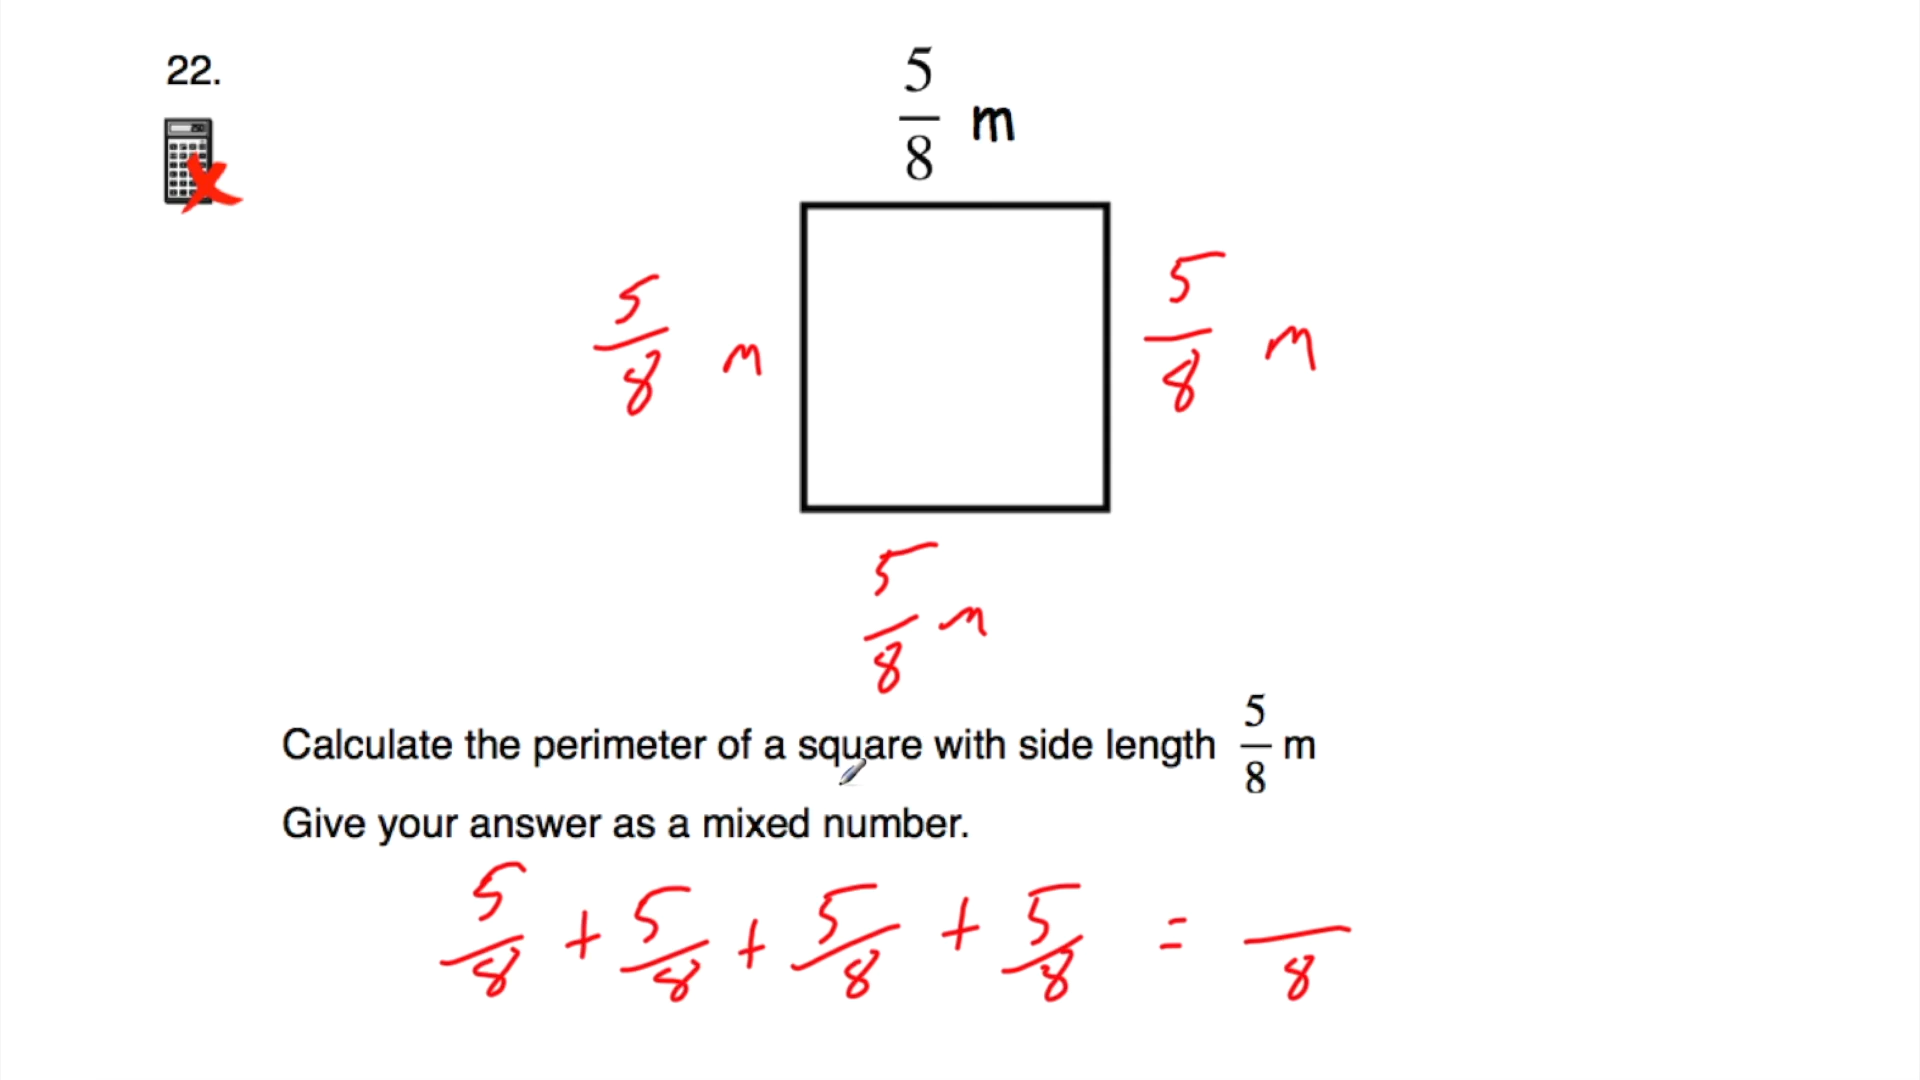 22.
5/8 m
5/8 m
5/8 m
5/8 m
Calculate the perimeter of a square with side length 5/8 m
Give your answer as a mixed number.
5/8 + 5/8 + 5/8 + 5/8 = /8